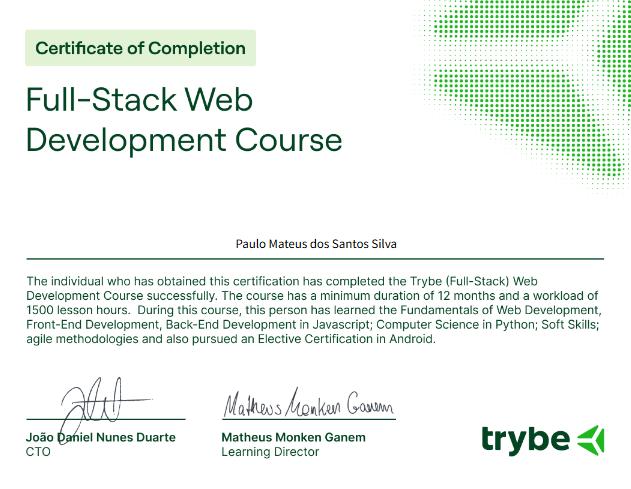 Certificate of Completion
Full-Stack Web
Development Course
Paulo Mateus dos Santos Silva
The individual who has obtained this certification has completed the Trybe (Full-Stack) Web
Development Course successfully. The course has a minimum duration of 12 months and a workload of
1500 lesson hours.  During this course, this person has learned the Fundamentals of Web Development,
Front-End Development, Back-End Development in Javascript; Computer Science in Python; Soft Skills;
agile methodologies and also pursued an Elective Certification in Android.
Matheus Monken Ganem
João Daniel Nunes Duarte
CTO
Matheus Monken Ganem
Learning Director
trybe